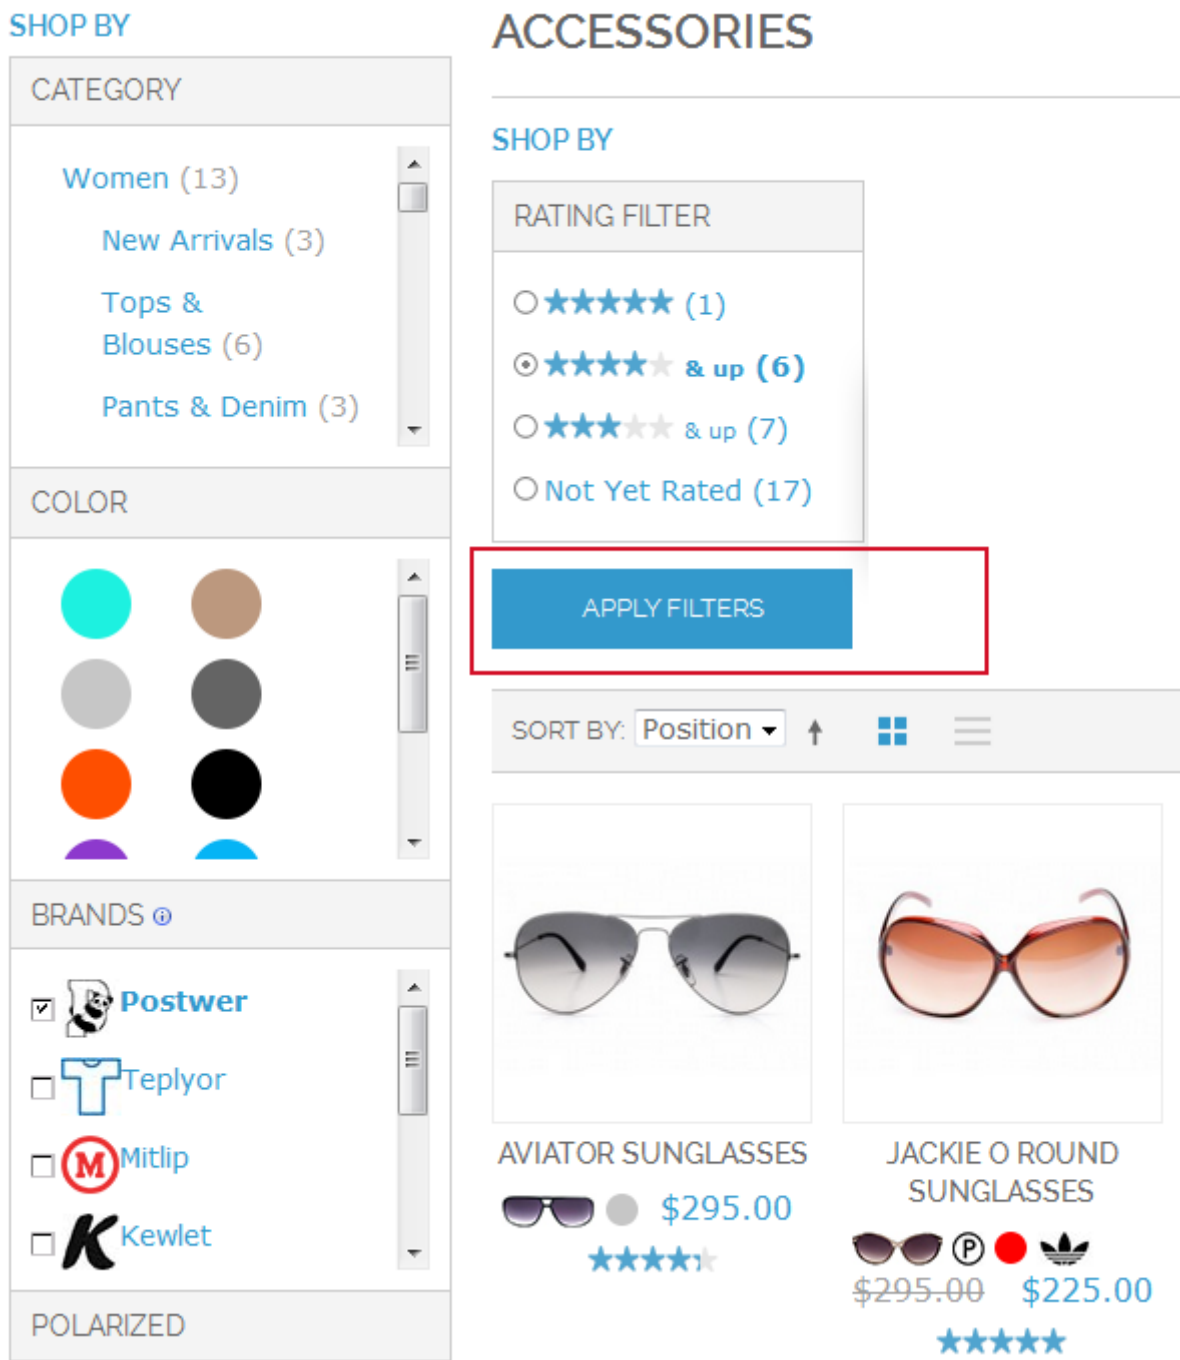 SHOP BY
CATEGORY
Women (13)
New Arrivals (3)
Tops &
Blouses (6)
Pants & Denim (3)
COLOR
BRANDS
Postwer
Teplyor
M Mitlip
K Kewlet
POLARIZED
ACCESSORIES
SHOP BY
RATING FILTER
(1)
& up (6)
& up (7)
Not Yet Rated (17)
APPLY FILTERS
SORT BY: Position
AVIATOR SUNGLASSES
$295.00
JACKIE O ROUND
SUNGLASSES
P
$295.00 $225.00